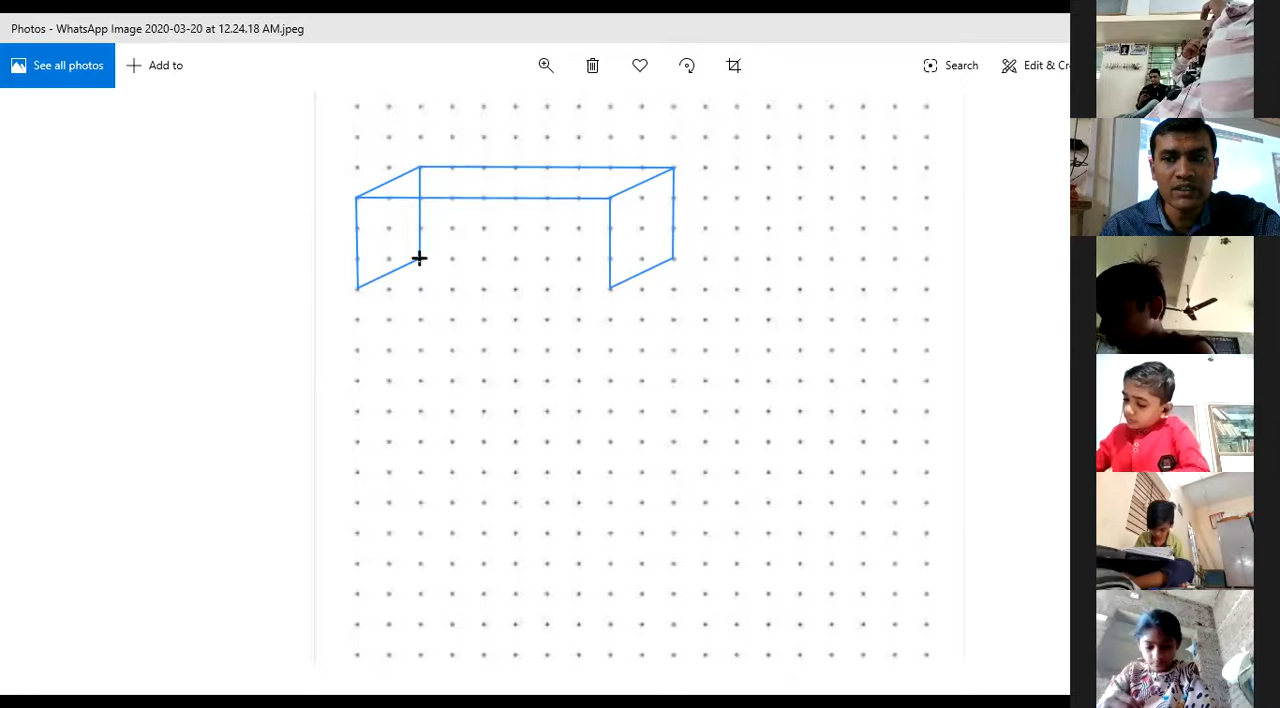 Photos - WhatsApp Image 2020-03-20 at 12.24.18 AM.jpeg
See all photos
Add to
Search
Edit & Cr